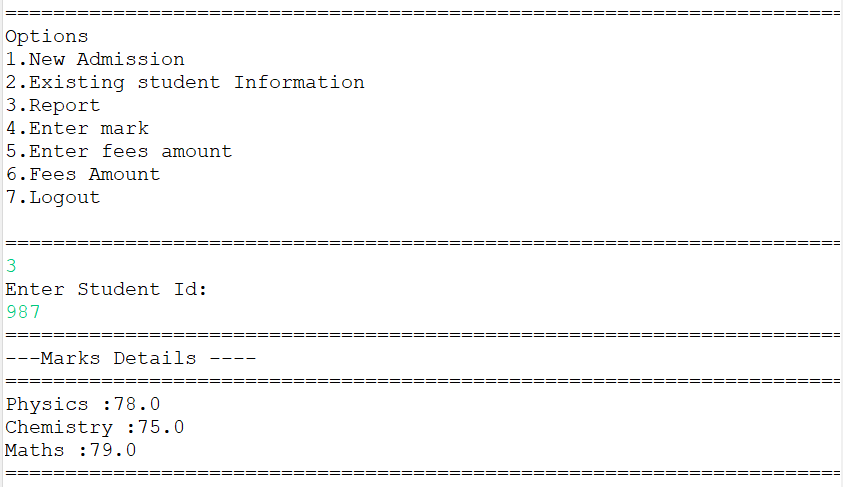 ======================================================================
Options
1.New Admission
2.Existing student Information
3.Report
4.Enter mark
5.Enter fees amount
6.Fees Amount
7.Logout
======================================================================
3
Enter Student Id:
987
======================================================================
---Marks Details ----
======================================================================
Physics :78.0
Chemistry :75.0
Maths :79.0
======================================================================